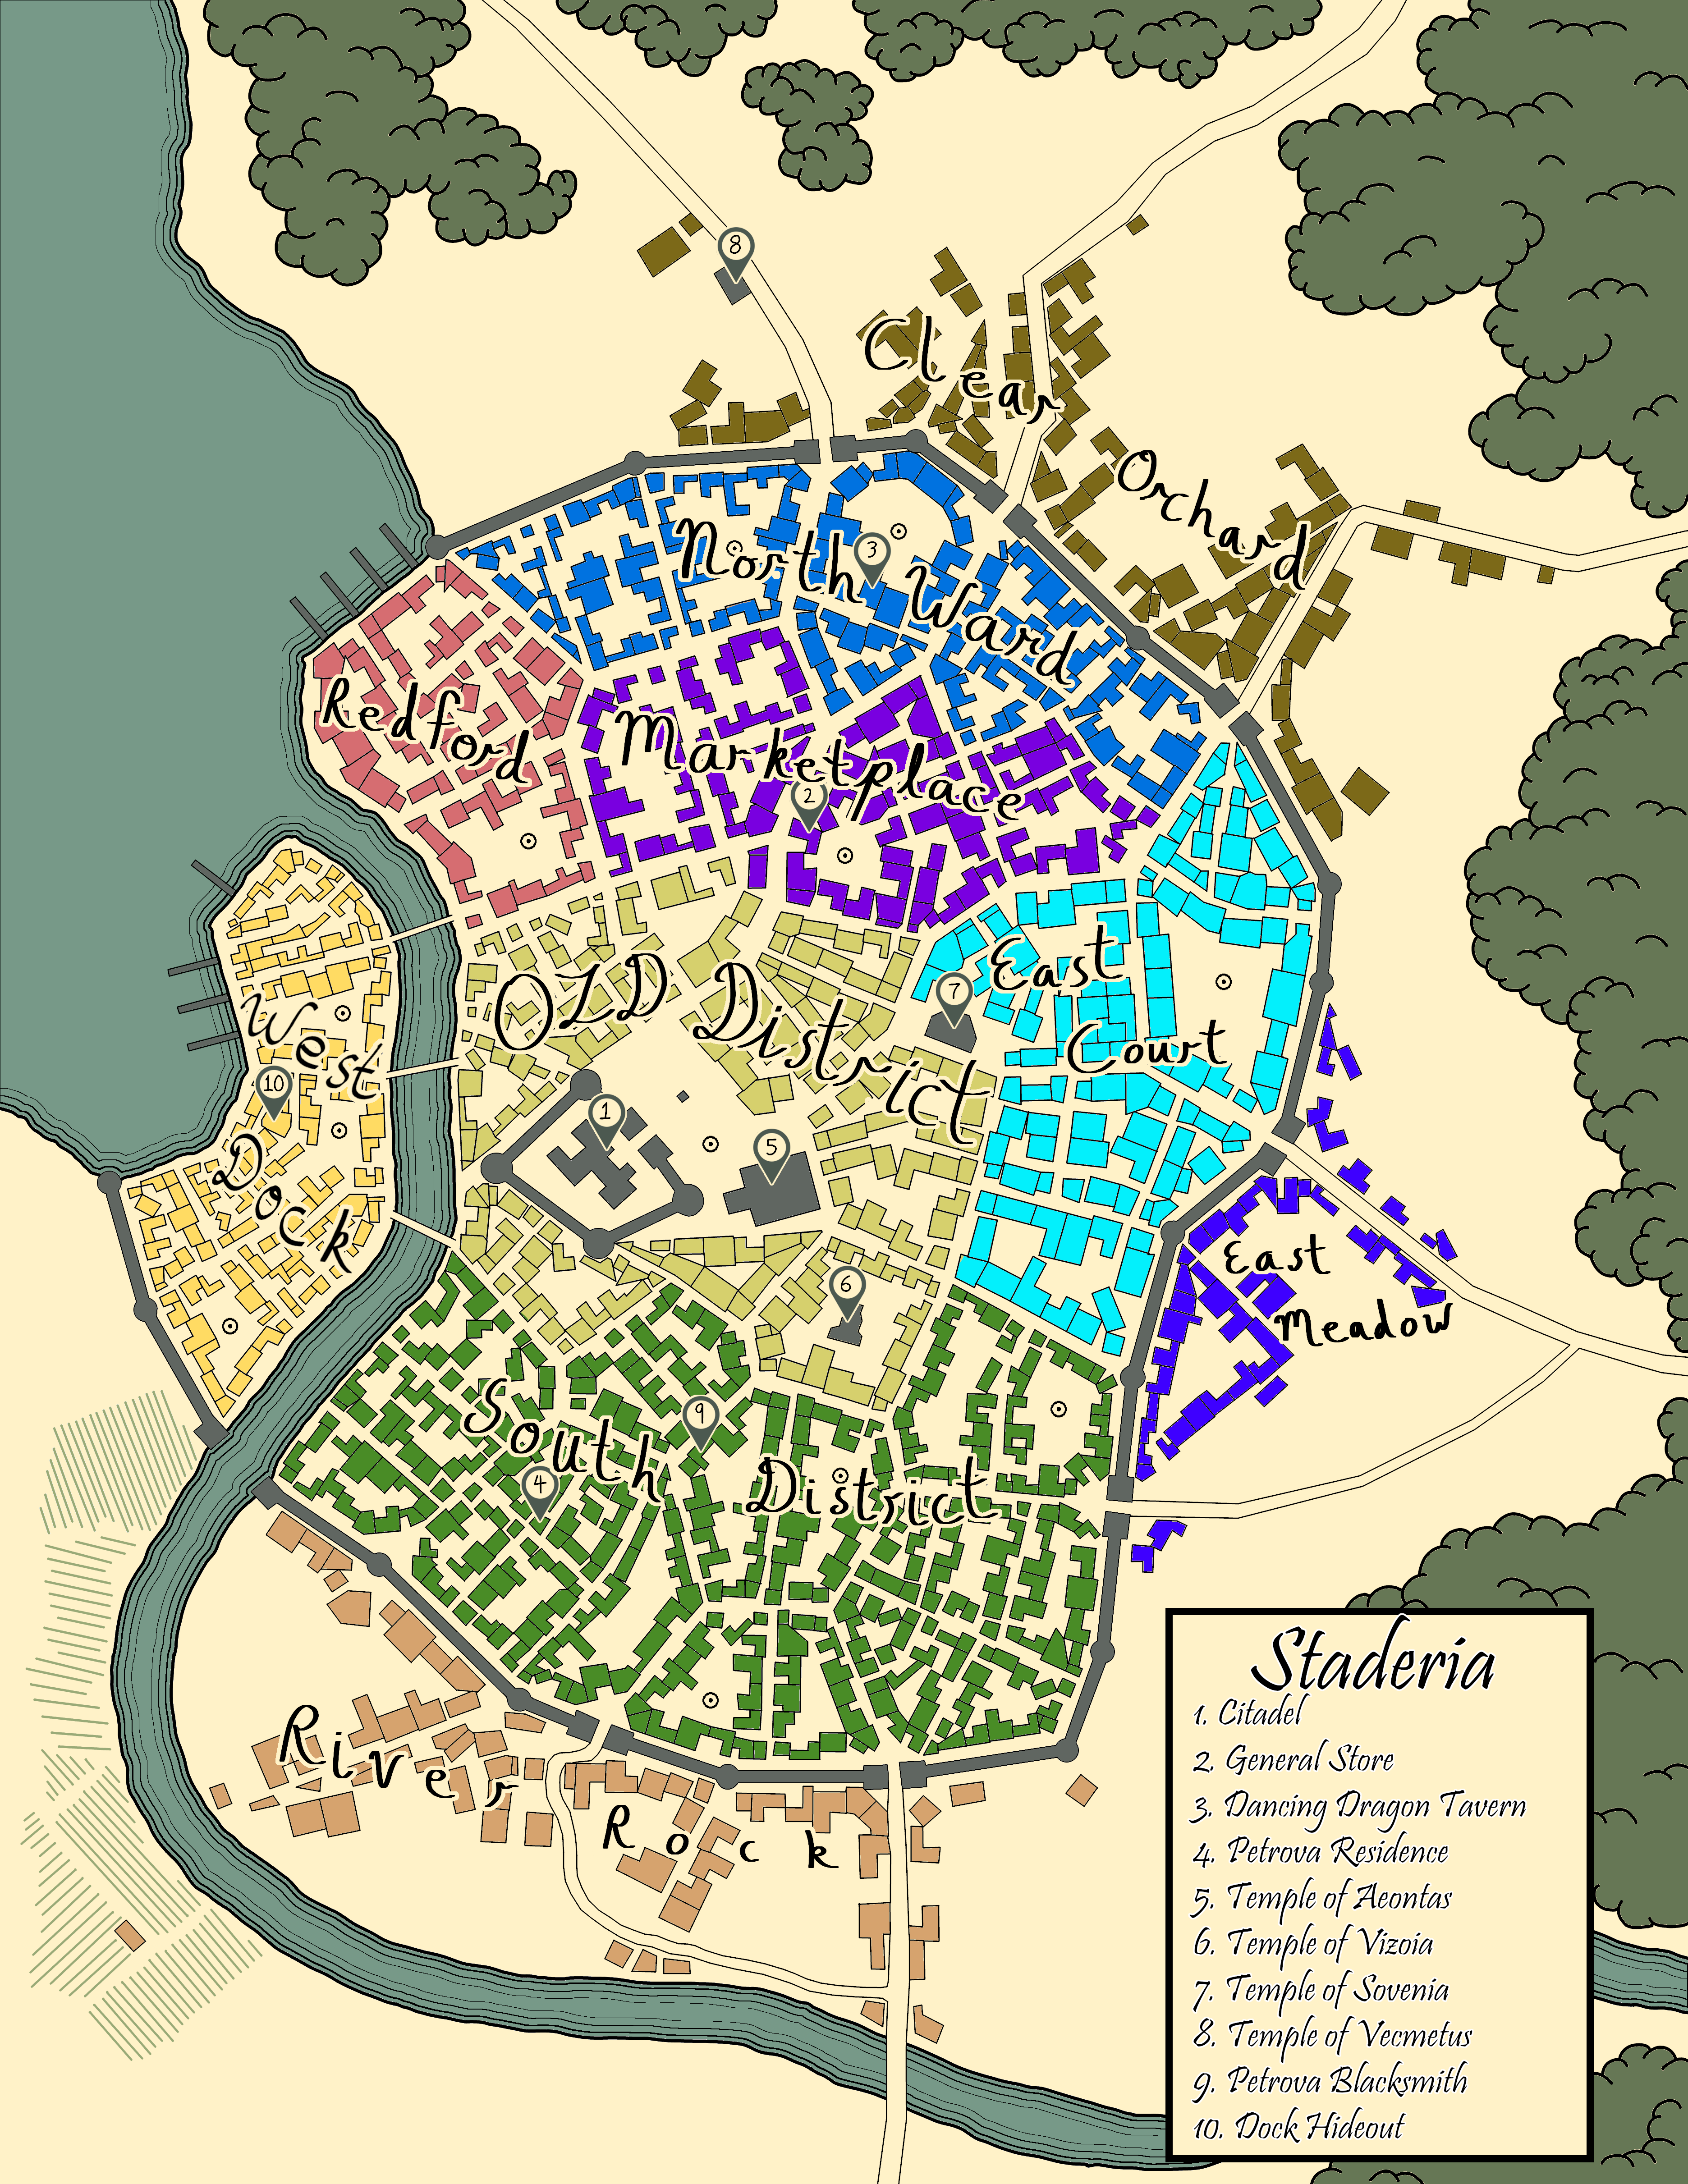 8
Clear
Orchard
North
3
Ward
Redford
Marketplace
2
OLD District
East
Court
7
West
Dock
10
1
5
6
East
Meadow
South
District
9
4
River
Rock
Staderia
1. Citadel
2. General Store
3. Dancing Dragon Tavern
4. Petrova Residence
5. Temple of Aeontas
6. Temple of Vizoia
7. Temple of Sovenia
8. Temple of Vecmetus
9. Petrova Blacksmith
10. Dock Hideout